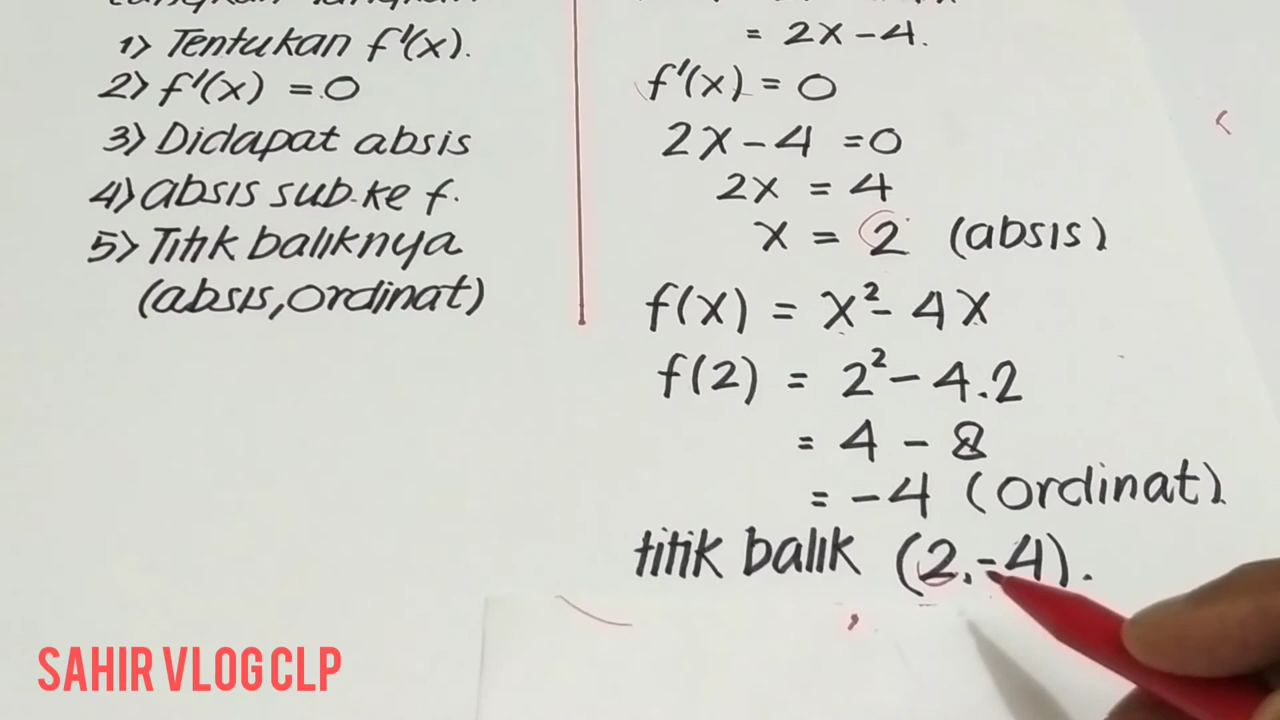 1) Tentukan f'(x).
2) f'(x) = 0
3) Didapat absis
4) absis sub. ke f.
5) Titik baliknya
(absis, ordinat)
= 2x - 4.
f'(x) = 0
2x - 4 = 0
2x = 4
x = 2 (absis)
f(x) = x² - 4x
f(2) = 2² - 4.2
= 4 - 8
= -4 (ordinat)
titik balik (2,-4).
SAHIR VLOG CLP